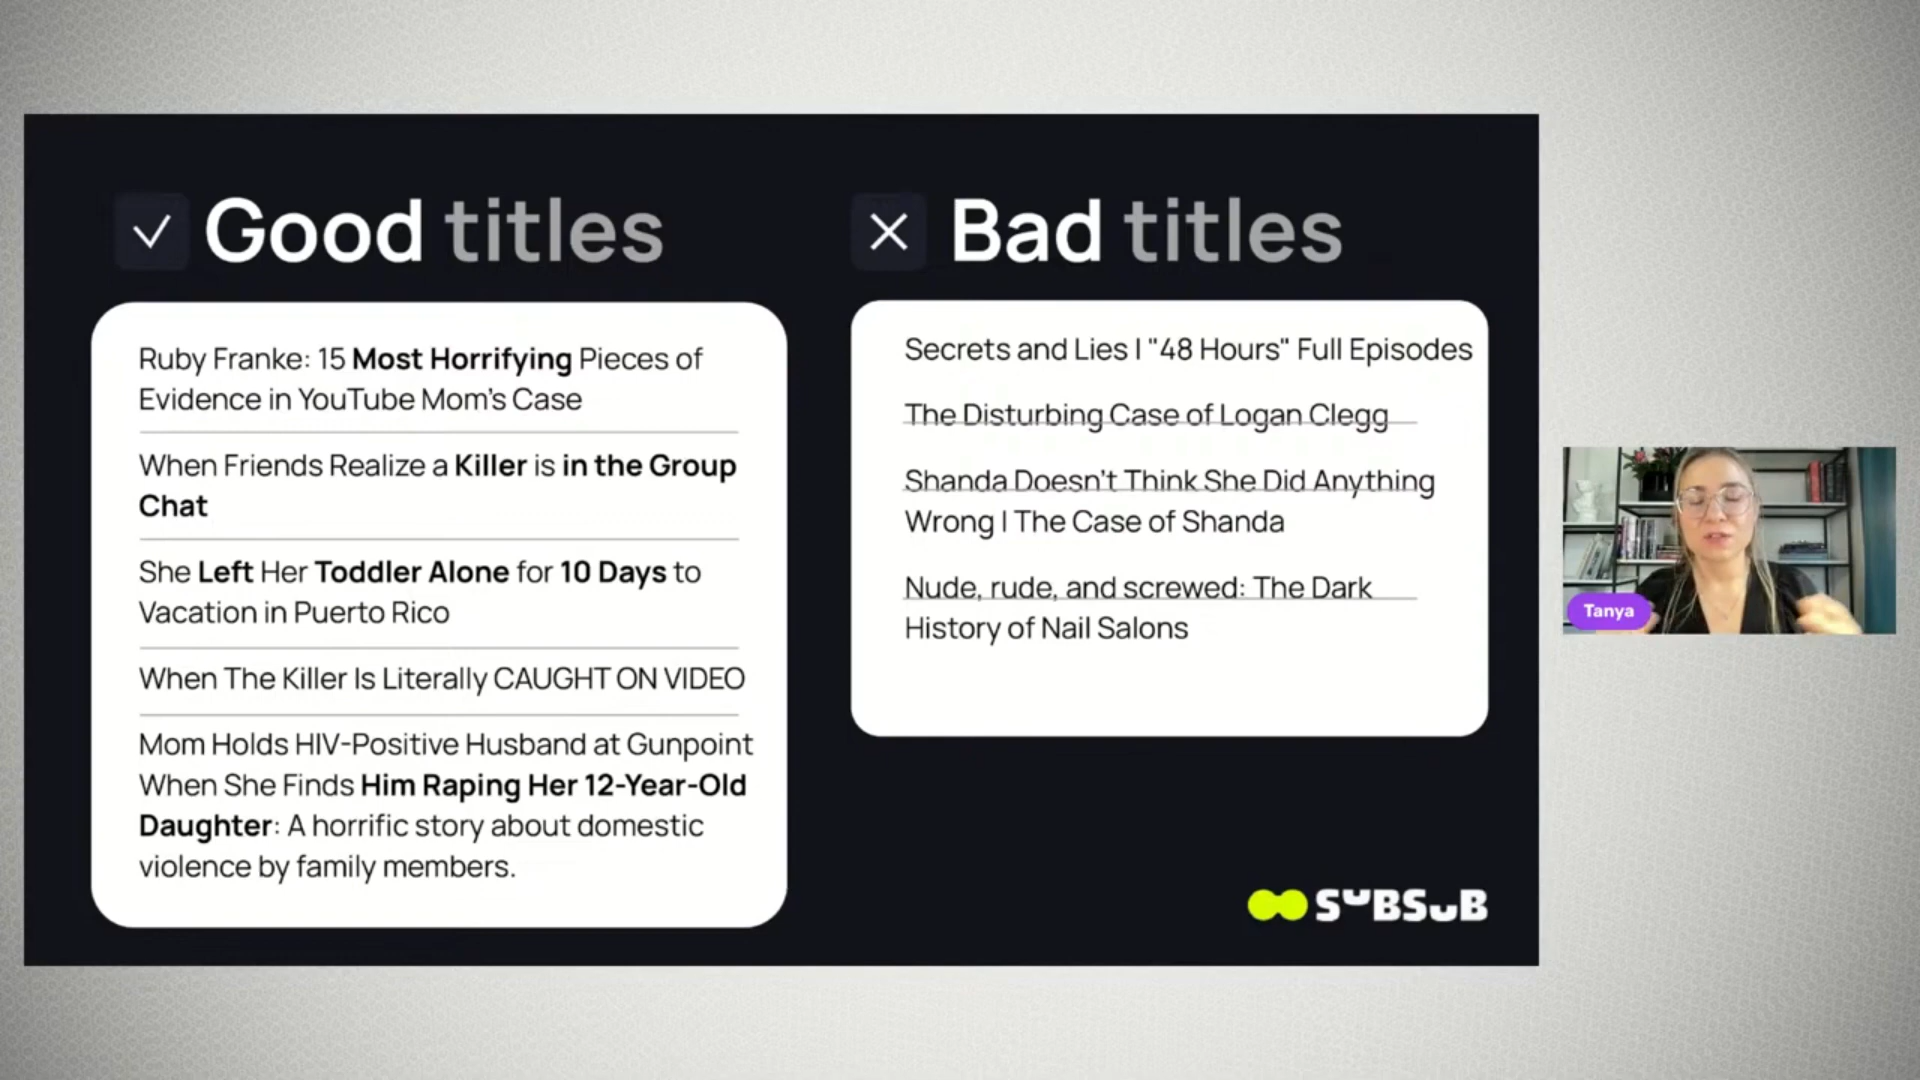 Good titles
Ruby Franke: 15 Most Horrifying Pieces of
Evidence in YouTube Mom's Case
When Friends Realize a Killer is in the Group
Chat
She Left Her Toddler Alone for 10 Days to
Vacation in Puerto Rico
When The Killer Is Literally CAUGHT ON VIDEO
Mom Holds HIV-Positive Husband at Gunpoint
When She Finds Him Raping Her 12-Year-Old
Daughter: A horrific story about domestic
violence by family members.
Bad titles
Secrets and Lies | "48 Hours" Full Episodes
The Disturbing Case of Logan Clegg
Shanda Doesn't Think She Did Anything
Wrong | The Case of Shanda
Nude, rude, and screwed: The Dark
History of Nail Salons
SUBSUB
Tanya